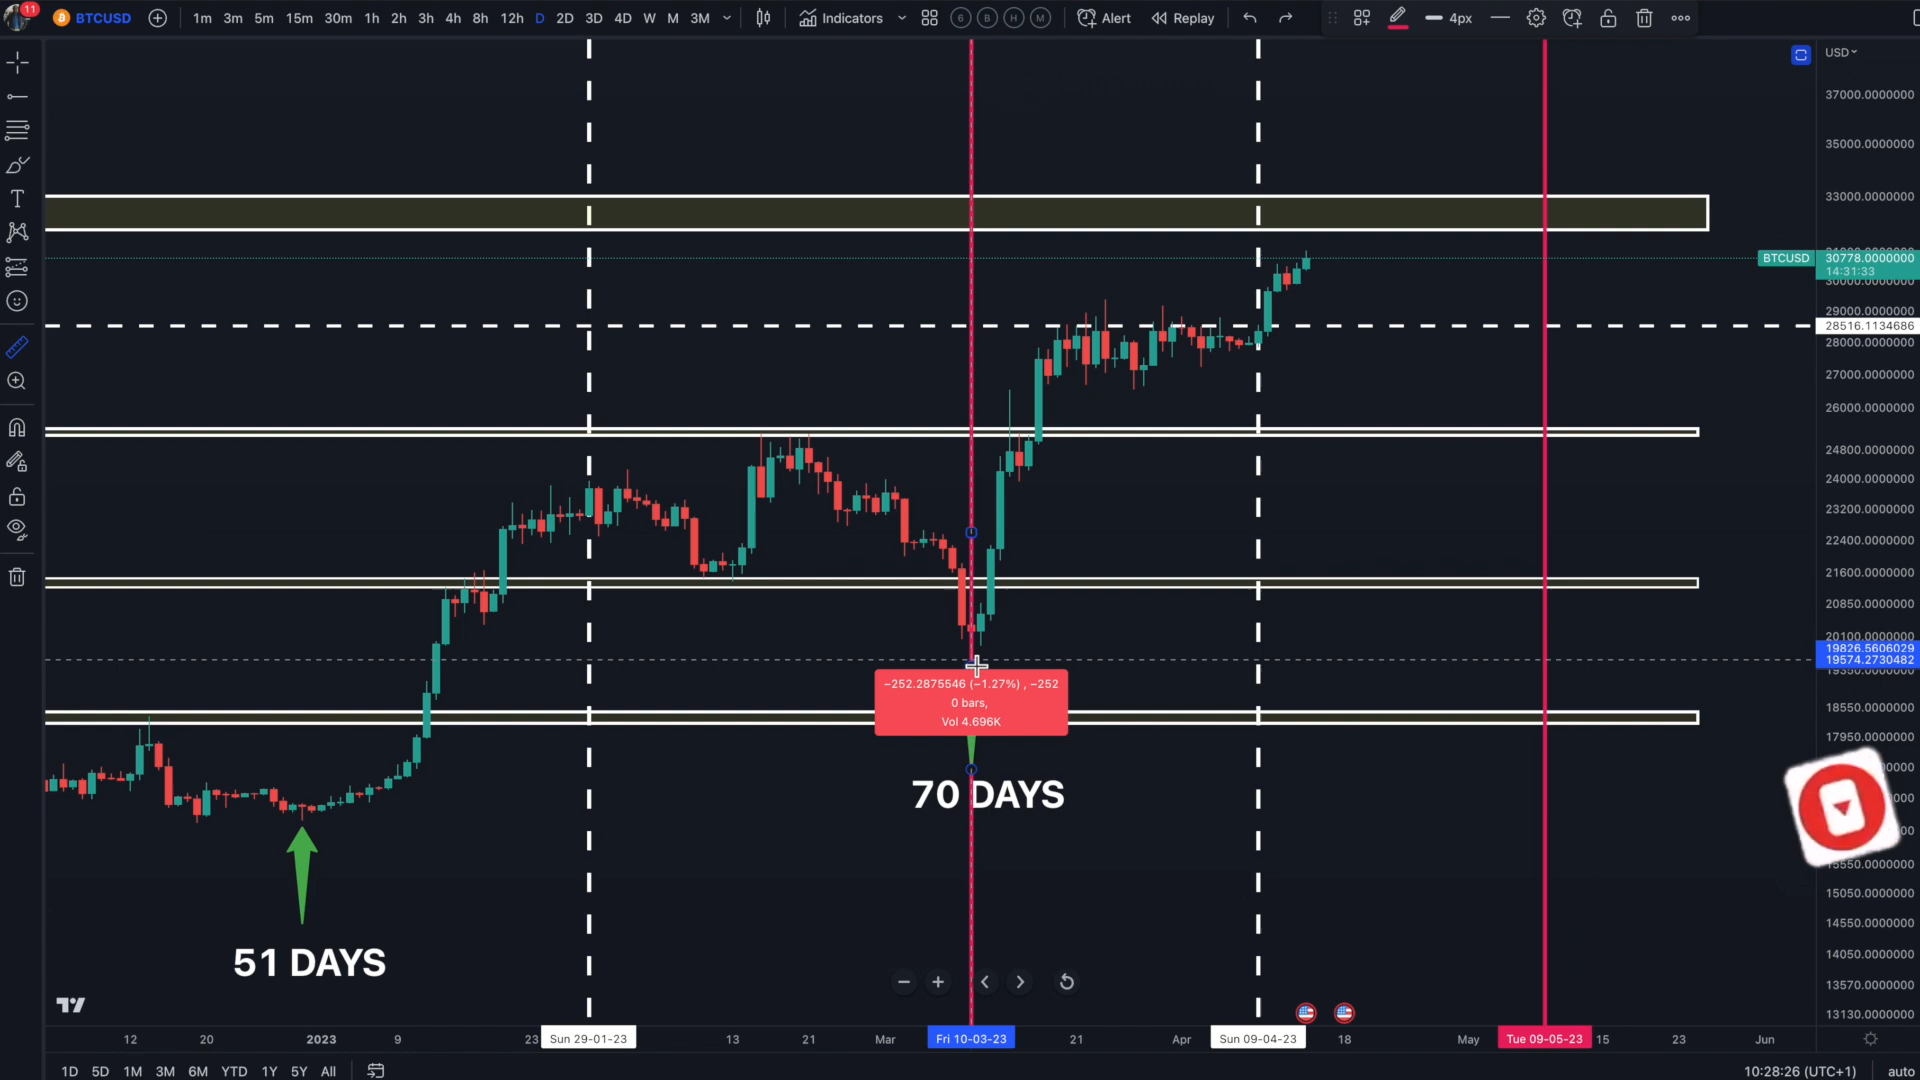 11 BTCUSD 1m 3m 5m 15m 30m 1h 2h 3h 4h 8h 12h D 2D 3D 4D W M 3M Indicators 6 B H M Alert Replay 4px
USD
37000.0000000
35000.0000000
33000.0000000
BTCUSD 30778.0000000
14:31:33
30000.0000000
29000.0000000
28516.1134686
28000.0000000
27000.0000000
26000.0000000
24800.0000000
24000.0000000
23200.0000000
22400.0000000
21600.0000000
20850.0000000
20100.0000000
19826.5606029
19574.2730482
−252.2875546 (−1.27%) , −252
0 bars,
Vol 4.696K
18550.0000000
17950.0000000
70 DAYS
15550.0000000
15050.0000000
14550.0000000
51 DAYS
14050.0000000
13570.0000000
13130.0000000
12 20 2023 9 23 Sun 29-01-23 13 21 Mar Fri 10-03-23 21 Apr Sun 09-04-23 18 May Tue 09-05-23 15 23 Jun
1D 5D 1M 3M 6M YTD 1Y 5Y All 10:28:26 (UTC+1) auto